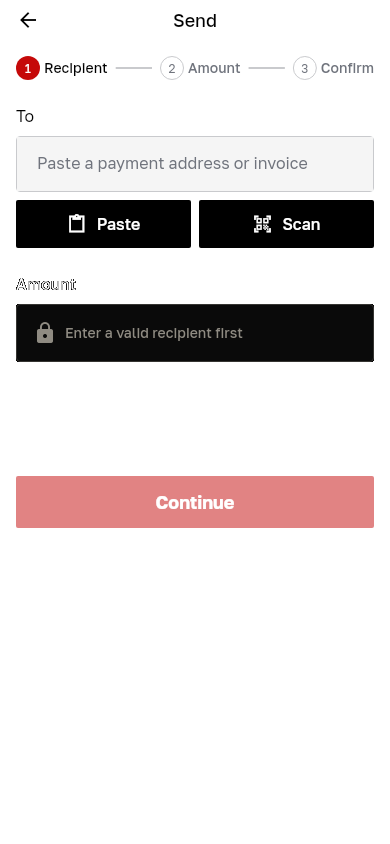 Send
1 Recipient 2 Amount 3 Confirm
To
Paste a payment address or invoice
Paste Scan
Amount
Enter a valid recipient first
Continue